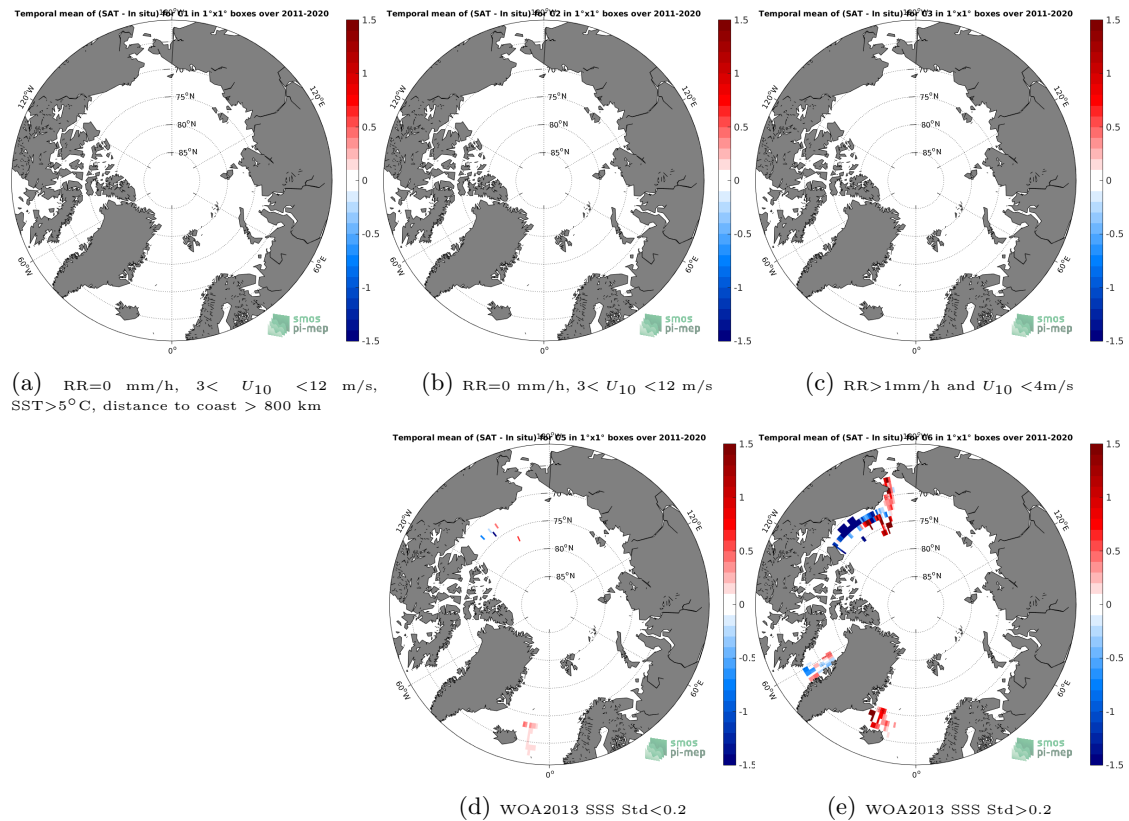 Temporal mean of (SAT - In situ) for C1 in 1°x1° boxes over 2011-2020
120°W
75°N
80°N
85°N
120°E
60°W
60°E
0°
1.5
1
0.5
0
-0.5
-1
-1.5
smos
pi-mep
(a) RR=0 mm/h, 3< U10 <12 m/s,
SST>5°C, distance to coast > 800 km
Temporal mean of (SAT - In situ) for C2 in 1°x1° boxes over 2011-2020
120°W
75°N
80°N
85°N
120°E
60°W
60°E
0°
1.5
1
0.5
0
-0.5
-1
-1.5
smos
pi-mep
(b) RR=0 mm/h, 3< U10 <12 m/s
Temporal mean of (SAT - In situ) for C3 in 1°x1° boxes over 2011-2020
120°W
75°N
80°N
85°N
120°E
60°W
60°E
0°
1.5
1
0.5
0
-0.5
-1
-1.5
smos
pi-mep
(c) RR>1mm/h and U10 <4m/s
Temporal mean of (SAT - In situ) for C5 in 1°x1° boxes over 2011-2020
120°W
75°N
80°N
85°N
120°E
60°W
60°E
0°
1.5
1
0.5
0
-0.5
-1
-1.5
smos
pi-mep
(d) WOA2013 SSS Std<0.2
Temporal mean of (SAT - In situ) for C6 in 1°x1° boxes over 2011-2020
120°W
75°N
80°N
85°N
120°E
60°W
60°E
0°
1.5
1
0.5
0
-0.5
-1
-1.5
smos
pi-mep
(e) WOA2013 SSS Std>0.2